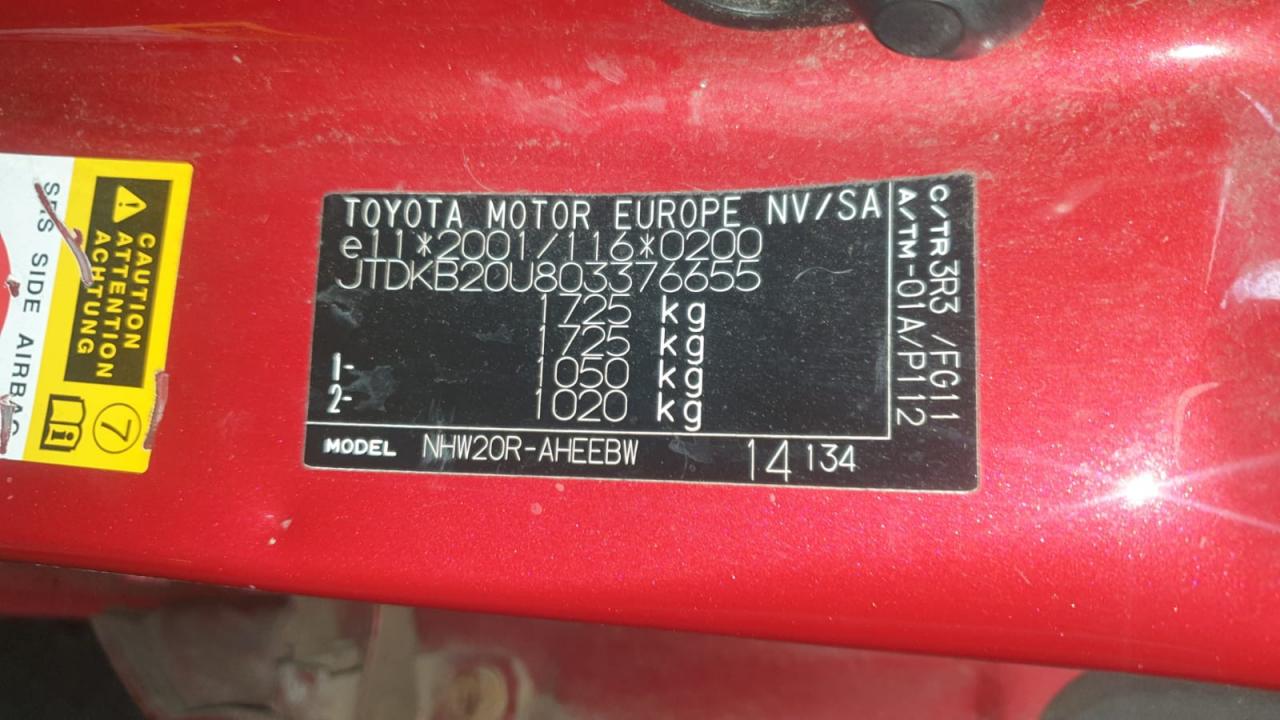 SRS SIDE AIRBAG
CAUTION
ATTENTION
ACHTUNG
7
TOYOTA MOTOR EUROPE NV/SA
e11*2001/116*0200
JTDKB20U803376655
1725 kg
1725 kg
1- 1050 kg
2- 1020 kg
MODEL NHW20R-AHEEBW 14 134
C/TR 3R3 /FG11
A/TM-01A/P112